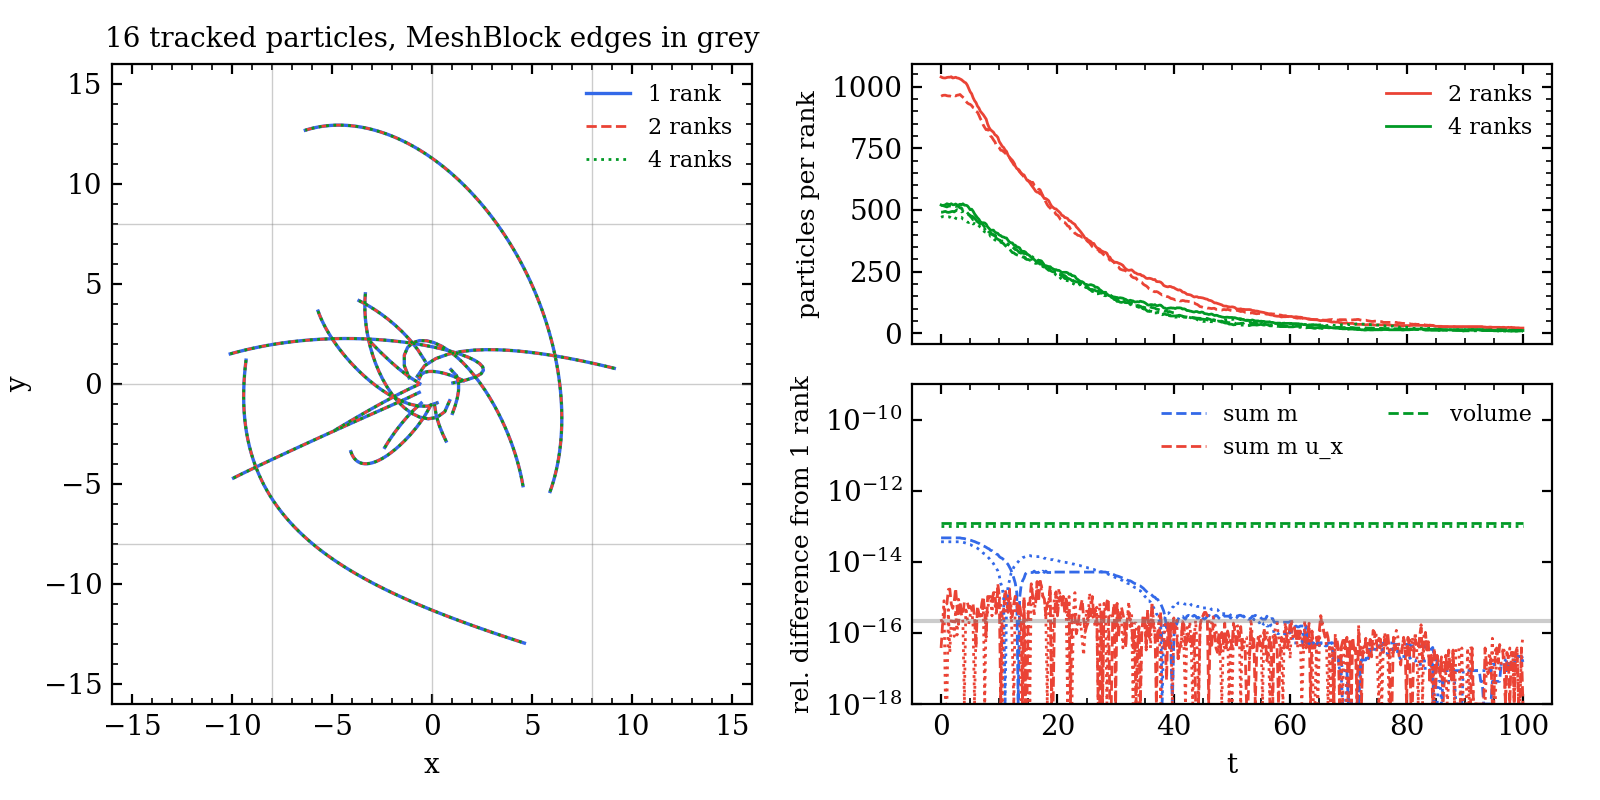 16 tracked particles, MeshBlock edges in grey
1 rank
2 ranks
4 ranks
15
10
5
0
−5
−10
−15
y
−15 −10 −5 0 5 10 15
x
2 ranks
4 ranks
1000
750
500
250
0
particles per rank
sum m
sum m u_x
volume
10⁻¹⁰
10⁻¹²
10⁻¹⁴
10⁻¹⁶
10⁻¹⁸
rel. difference from 1 rank
0 20 40 60 80 100
t